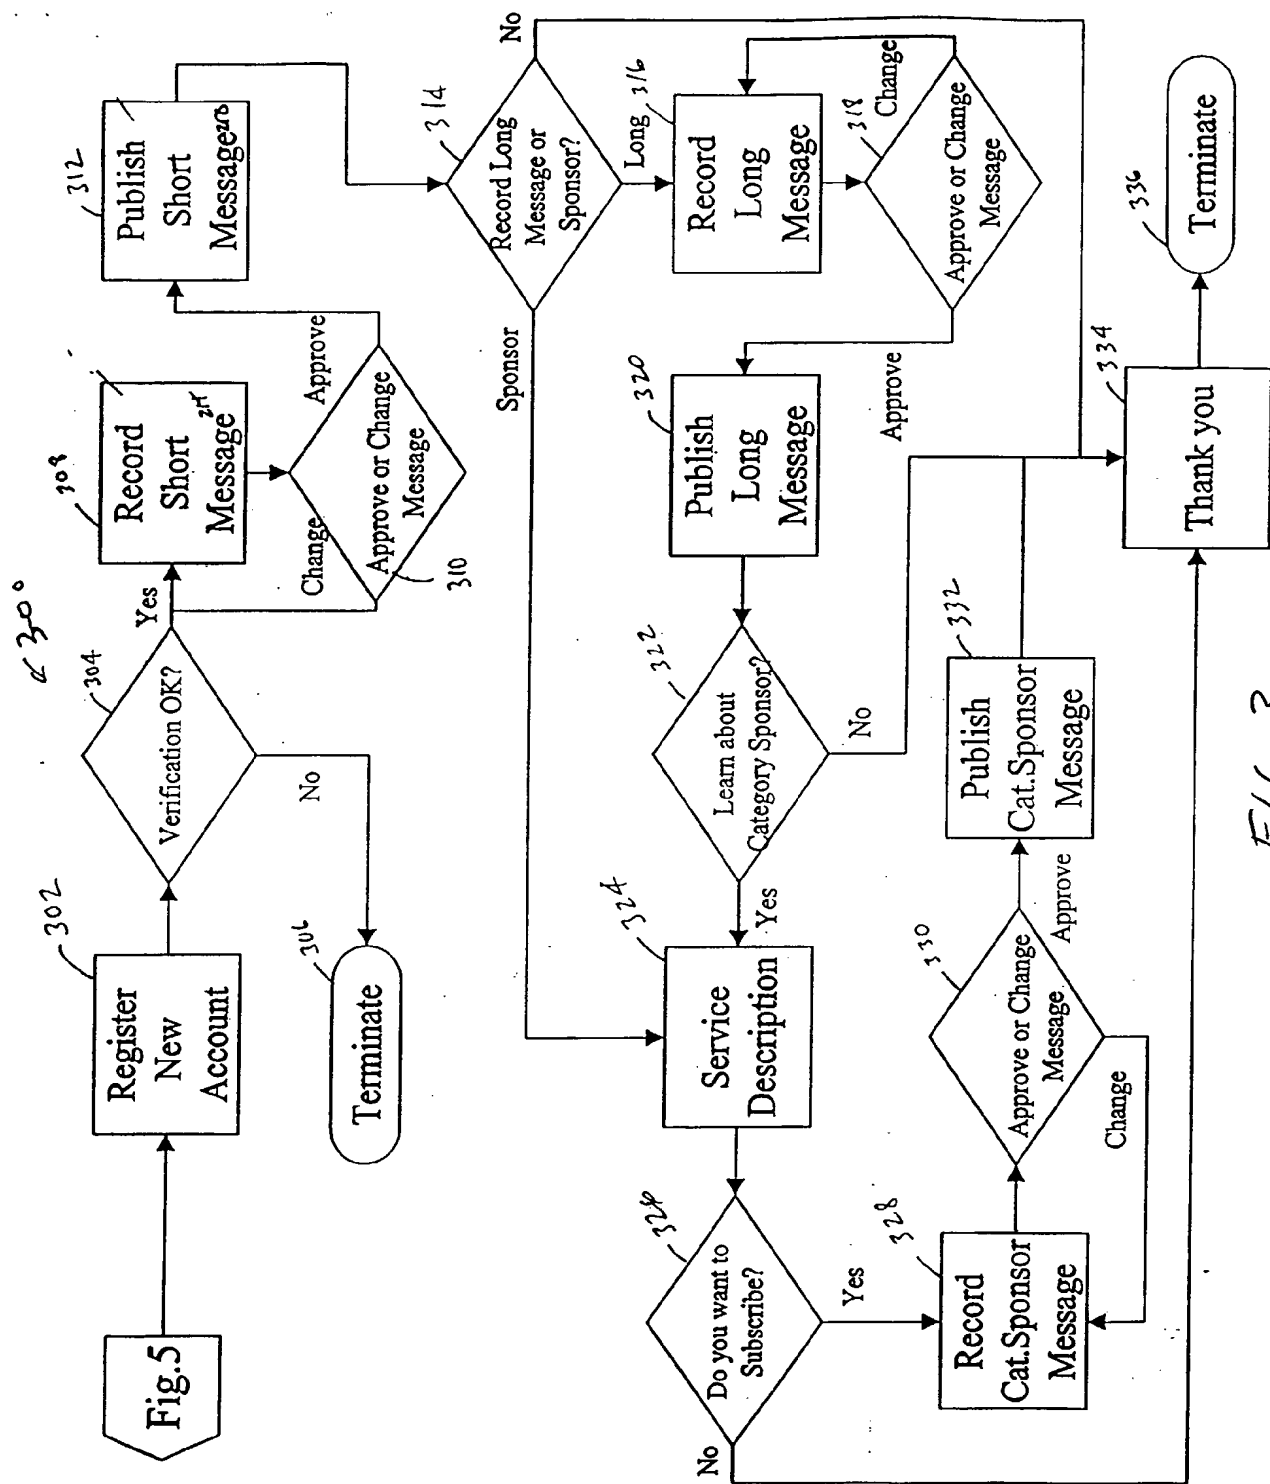 300
Fig.5
302
Register
New
Account
304
Verification OK?
Yes
No
306
Terminate
308
Record
Short
Message
310
Approve or Change
Message
Change
Approve
312
Publish
Short
Message
314
Record Long
Message or
Sponsor?
No
Sponsor
Long
316
Record
Long
Message
318
Approve or Change
Message
Change
Approve
320
Publish
Long
Message
322
Learn about
Category Sponsor?
No
Yes
324
Service
Description
Do you want to
Subscribe?
No
Yes
328
Record
Cat.Sponsor
Message
330
Approve or Change
Message
Change
Approve
332
Publish
Cat.Sponsor
Message
334
Thank you
336
Terminate